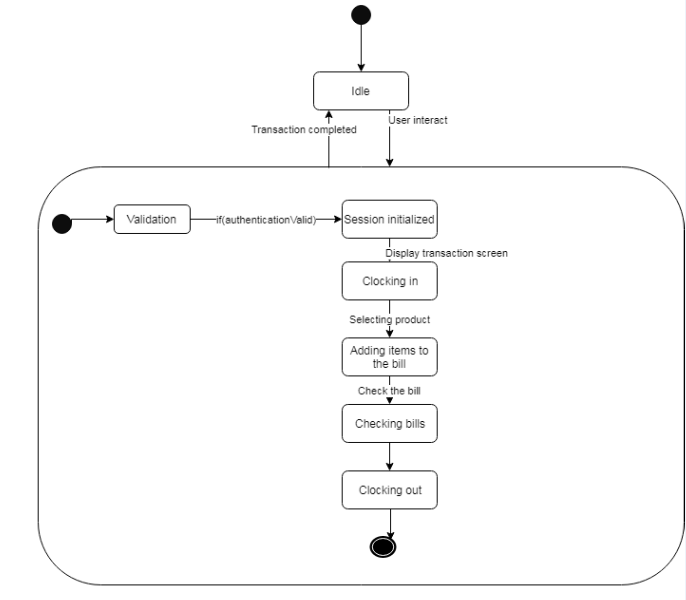 Idle
User interact
Transaction completed
Validation
if(authenticationValid)
Session initialized
Display transaction screen
Clocking in
Selecting product
Adding items to
the bill
Check the bill
Checking bills
Clocking out